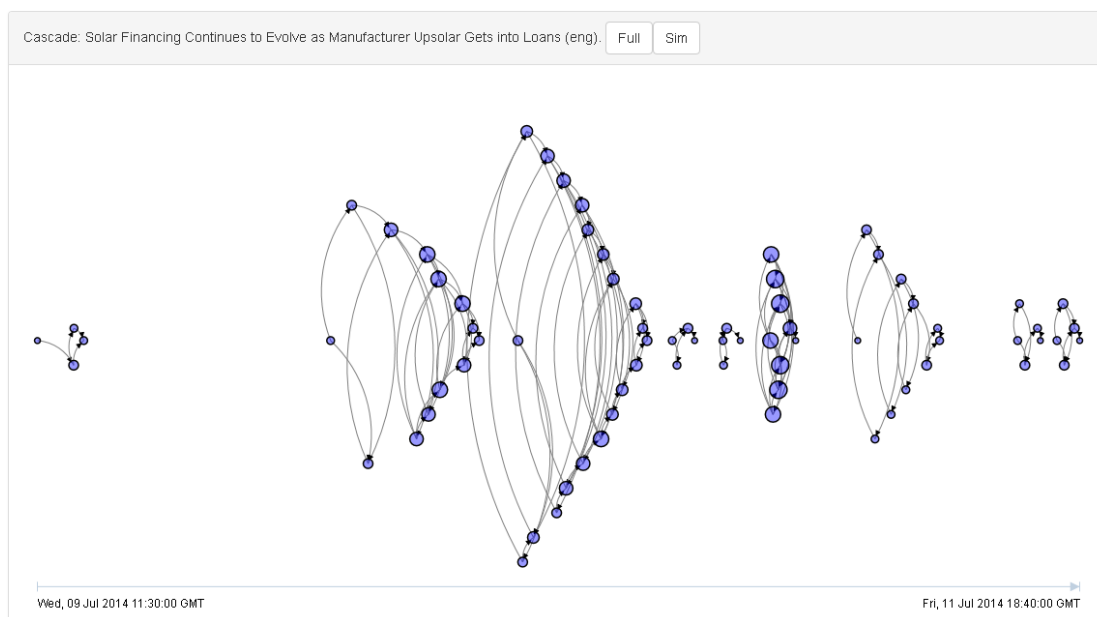 Cascade: Solar Financing Continues to Evolve as Manufacturer Upsolar Gets into Loans (eng). Full Sim
Wed, 09 Jul 2014 11:30:00 GMT Fri, 11 Jul 2014 18:40:00 GMT